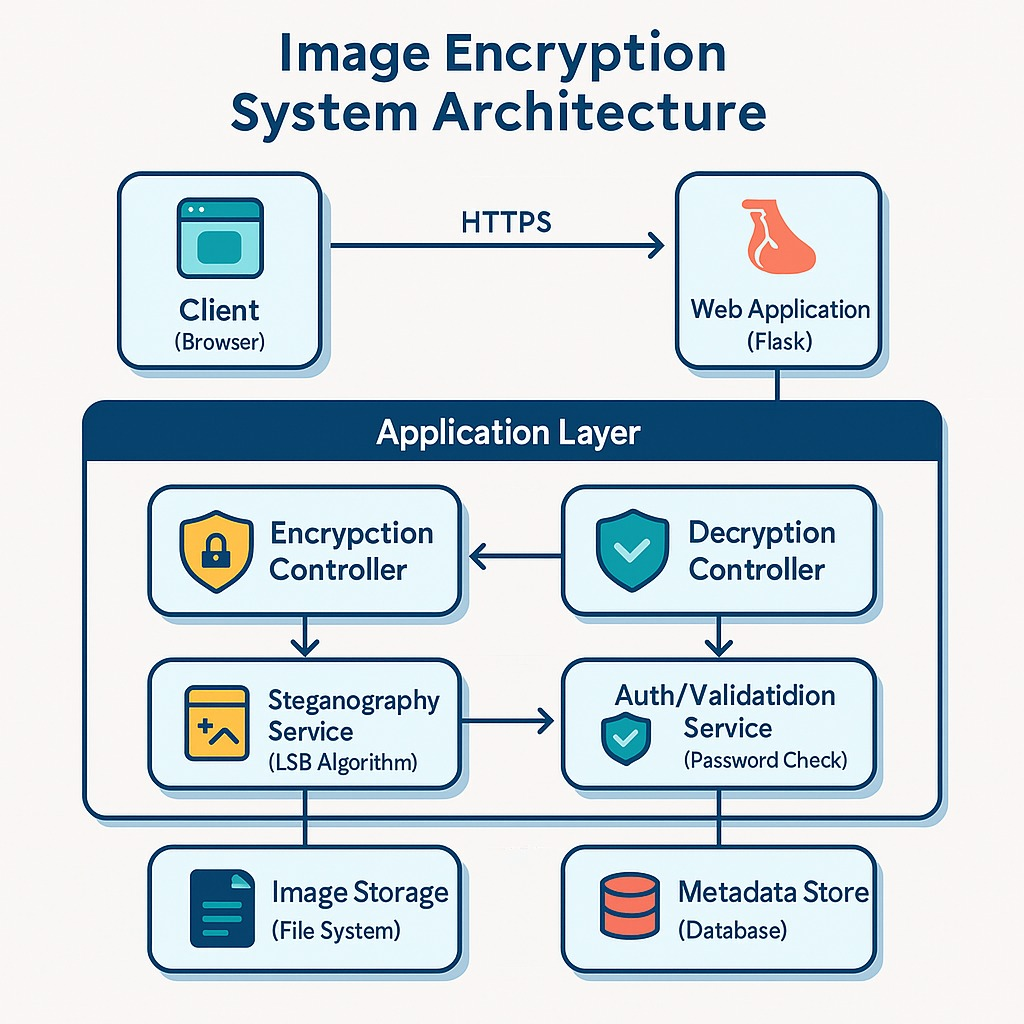 Image Encryption
System Architecture
HTTPS
Client
(Browser)
Web Application
(Flask)
Application Layer
Encrypction
Controller
Decryption
Controller
Steganography
Service
(LSB Algorithm)
Auth/Validatidion
Service
(Password Check)
Image Storage
(File System)
Metadata Store
(Database)